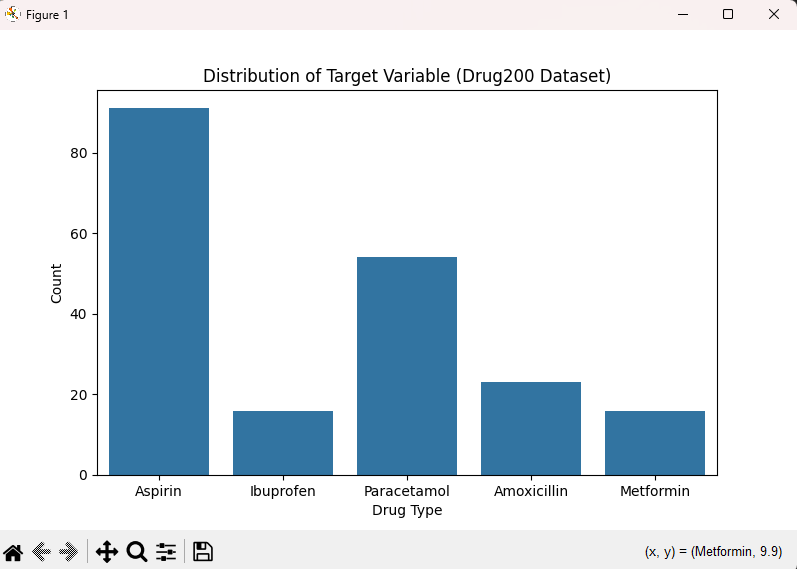 Figure 1
Distribution of Target Variable (Drug200 Dataset)
80
60
40
20
0
Count
Aspirin Ibuprofen Paracetamol Amoxicillin Metformin
Drug Type
(x, y) = (Metformin, 9.9)